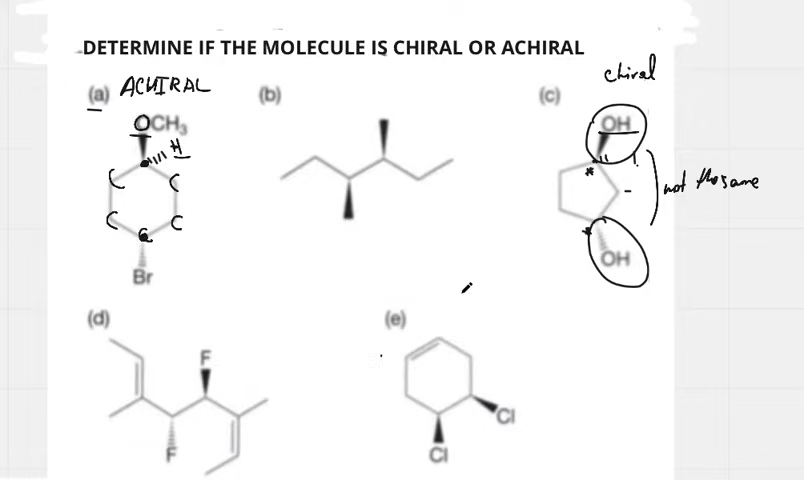 DETERMINE IF THE MOLECULE IS CHIRAL OR ACHIRAL
(a) ACHIRAL
(b)
(c)
chiral
OCH₃
H
C C
C C
C
Br
OH
*
not the same
*
OH
(d)
F
F
(e)
Cl
Cl